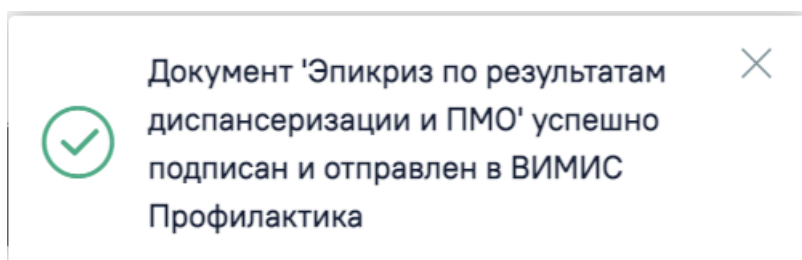 Документ 'Эпикриз по результатам
диспансеризации и ПМО' успешно
подписан и отправлен в ВИМИС
Профилактика